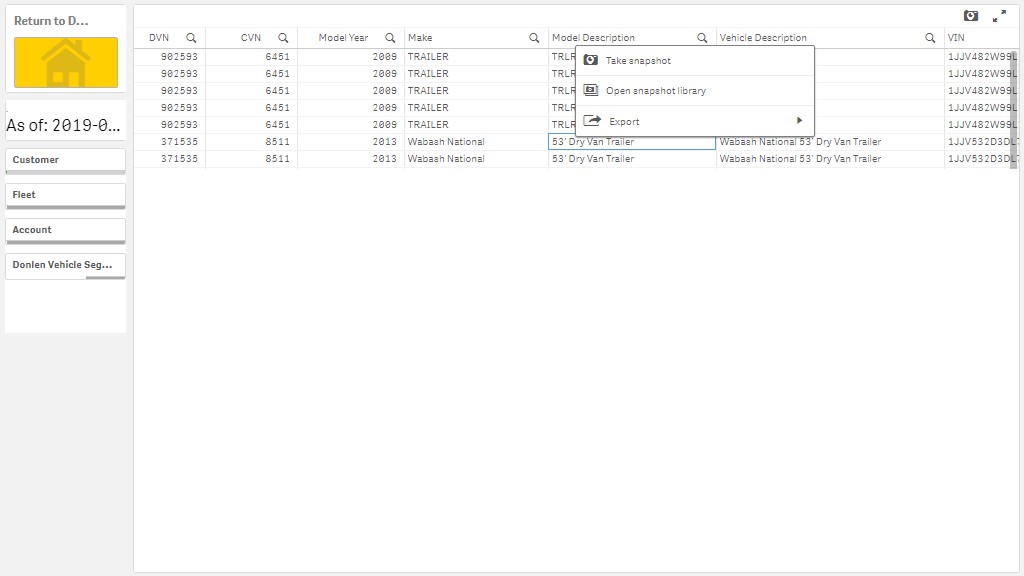 Return to D...
.
As of: 2019-0...
Customer
Fleet
Account
Donlen Vehicle Seg...
DVN CVN Model Year Make Model Description Vehicle Description VIN
902593 6451 2009 TRAILER TRLR 1JJV482W99L
902593 6451 2009 TRAILER TRLR 1JJV482W99L
902593 6451 2009 TRAILER TRLR 1JJV482W99L
902593 6451 2009 TRAILER TRLR 1JJV482W99L
902593 6451 2009 TRAILER TRLR 1JJV482W99L
371535 8511 2013 Wabash National 53' Dry Van Trailer Wabash National 53' Dry Van Trailer 1JJV532D3DL7
371535 8511 2013 Wabash National 53' Dry Van Trailer Wabash National 53' Dry Van Trailer 1JJV532D3DL7
Take snapshot
Open snapshot library
Export